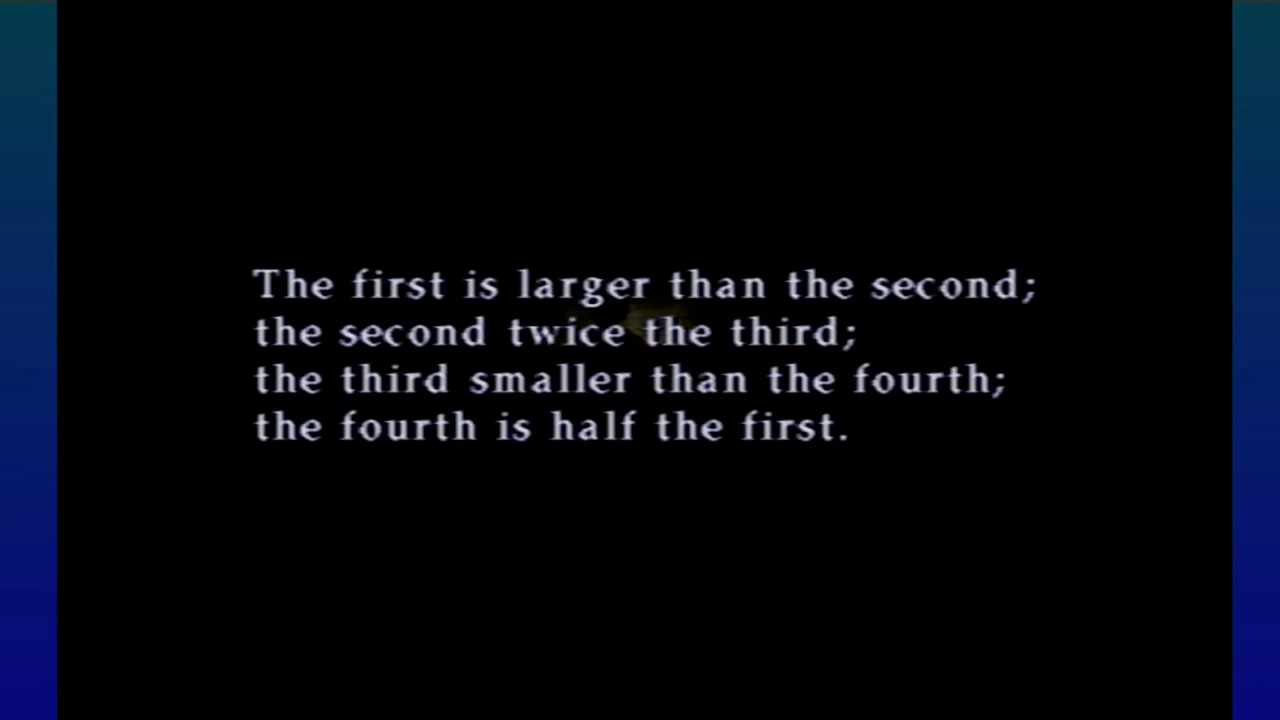 The first is larger than the second;
the second twice the third;
the third smaller than the fourth;
the fourth is half the first.